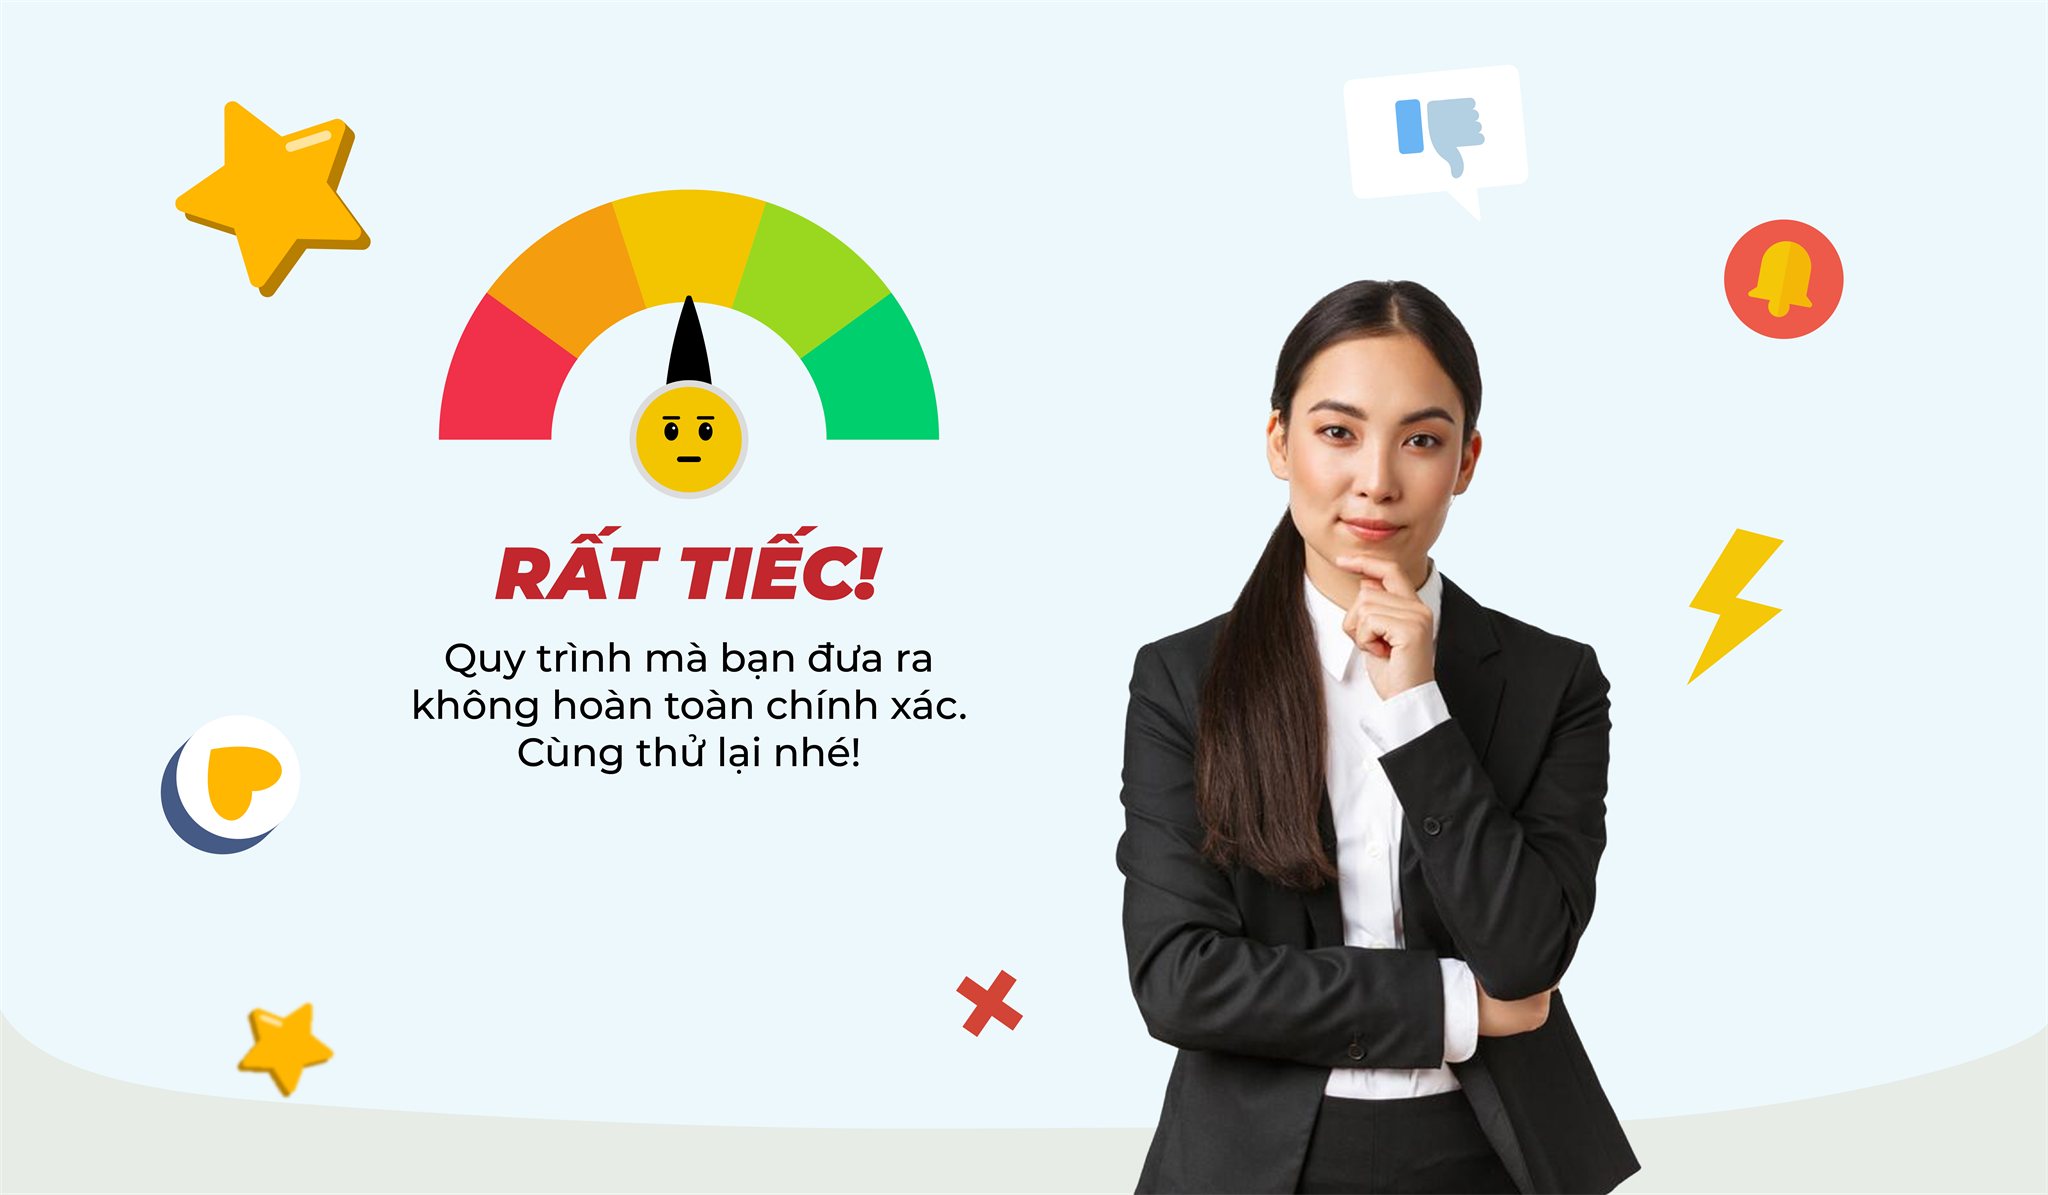 RẤT TIẾC!
Quy trình mà bạn đưa ra
không hoàn toàn chính xác.
Cùng thử lại nhé!